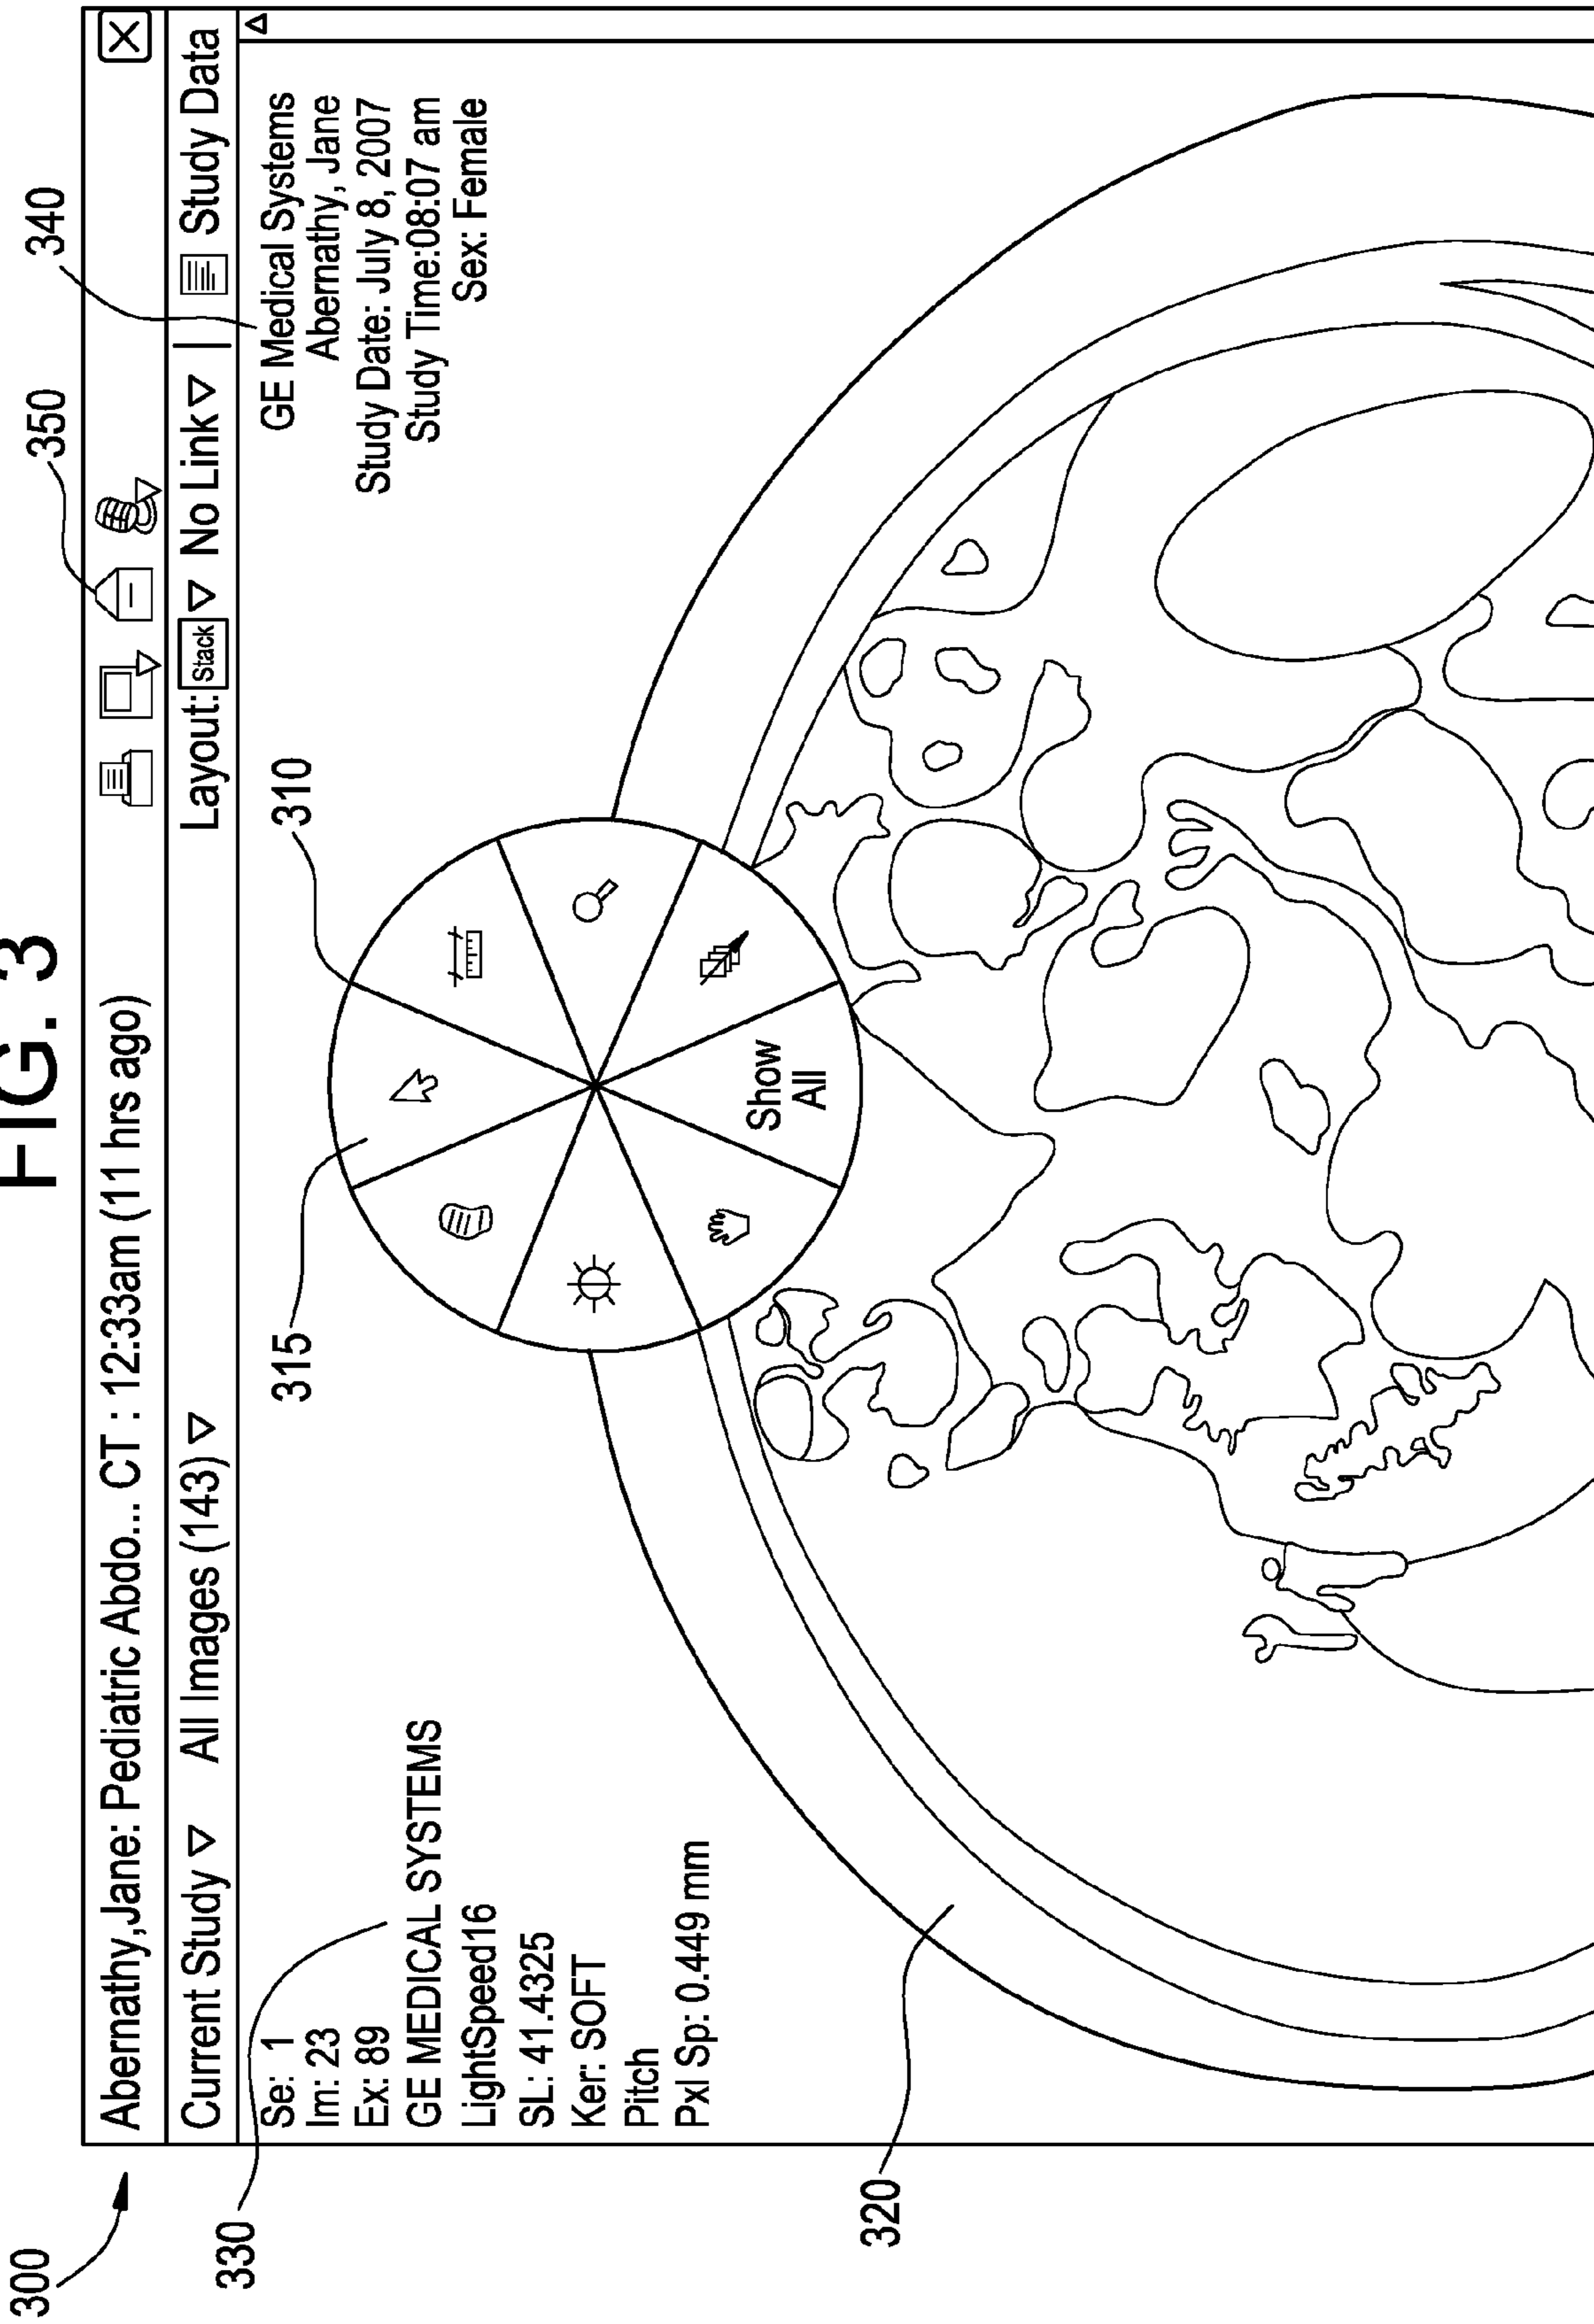 FIG. 3
300
350
340
Abernathy,Jane: Pediatric Abdo... CT : 12:33am (11 hrs ago)
Current Study All Images (143) Layout: Stack No Link Study Data
330
Se: 1
Im: 23
Ex: 89
GE MEDICAL SYSTEMS
LightSpeed16
SL: 41.4325
Ker: SOFT
Pitch
Pxl Sp: 0.449 mm
315
310
Show
All
GE Medical Systems
Abernathy, Jane
Study Date: July 8, 2007
Study Time:08:07 am
Sex: Female
320